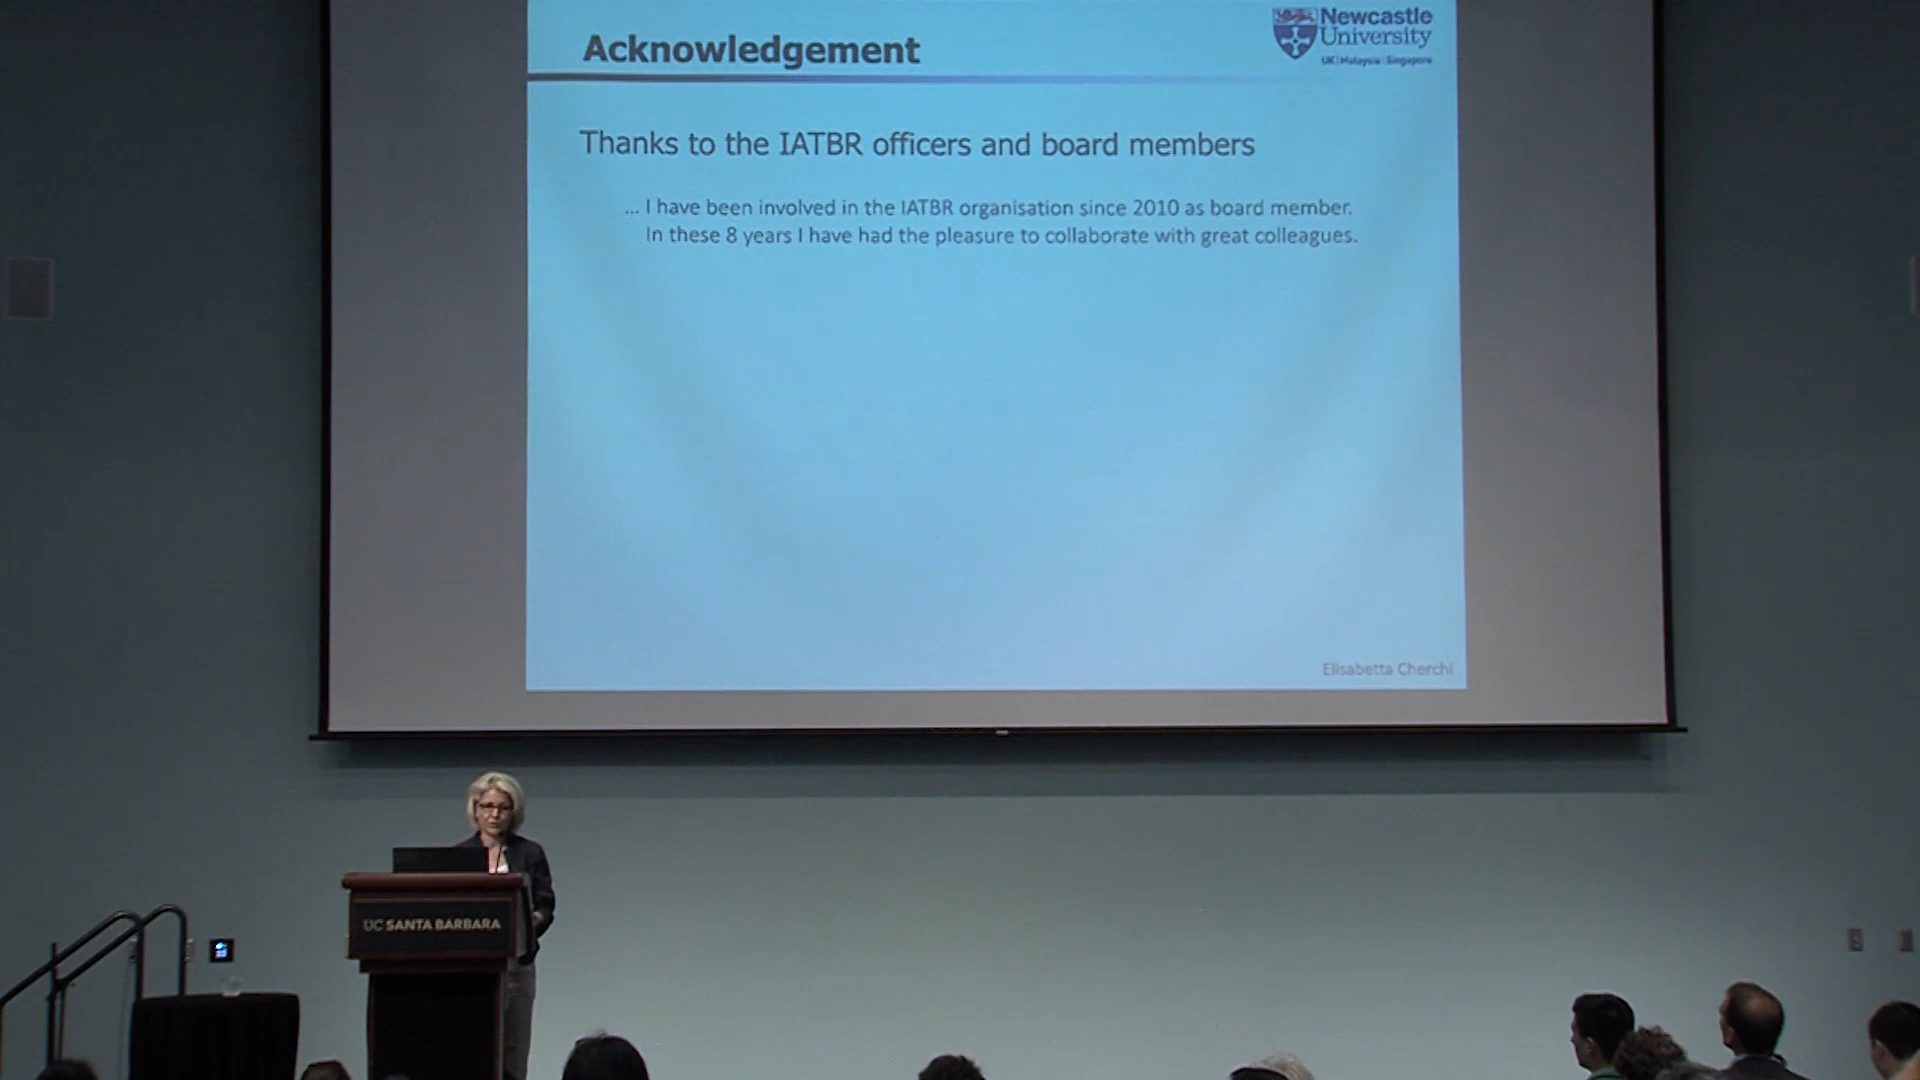 Acknowledgement
Newcastle
University
UK|Malaysia|Singapore
Thanks to the IATBR officers and board members
... I have been involved in the IATBR organisation since 2010 as board member.
In these 8 years I have had the pleasure to collaborate with great colleagues.
Elisabetta Cherchi
UC SANTA BARBARA